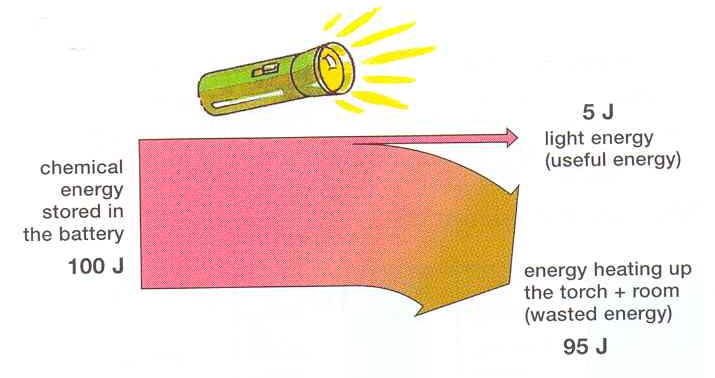 5 J
light energy
(useful energy)
chemical
energy
stored in
the battery
100 J
energy heating up
the torch + room
(wasted energy)
95 J